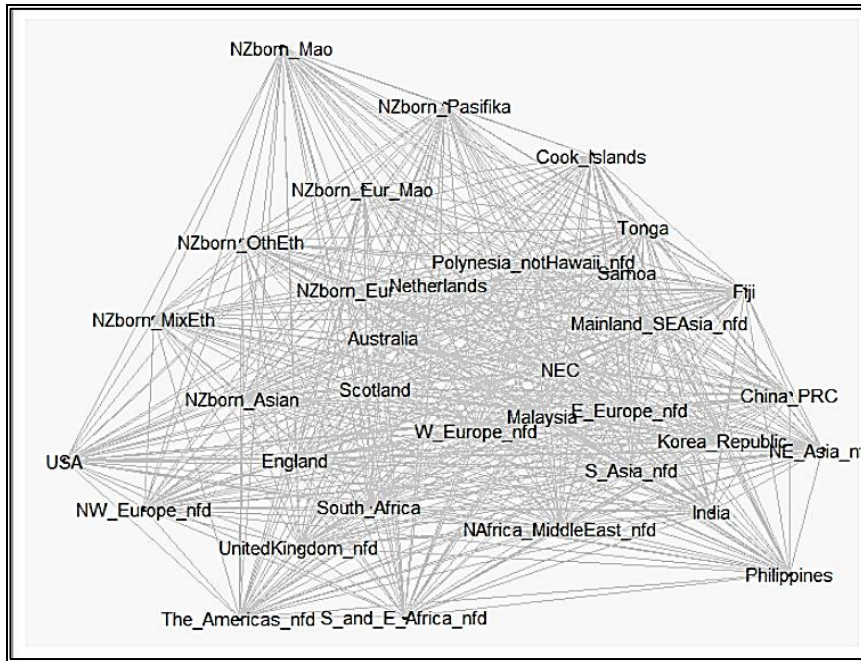 NZborn_Mao
NZborn_Pasifika
Cook_Islands
NZborn_Eur_Mao
Tonga
NZborn_OthEth
Polynesia_notHawaii_nfd
Samoa
Netherlands
NZborn_Eur
Fiji
NZborn_MixEth
Mainland_SEAsia_nfd
Australia
NEC
Scotland
China_PRC
NZborn_Asian
E_Europe_nfd
Malaysia
W_Europe_nfd
Korea_Republic
NE_Asia_nf
USA
England
S_Asia_nfd
NW_Europe_nfd
South_Africa
India
NAfrica_MiddleEast_nfd
UnitedKingdom_nfd
Philippines
The_Americas_nfd
S_and_E_Africa_nfd